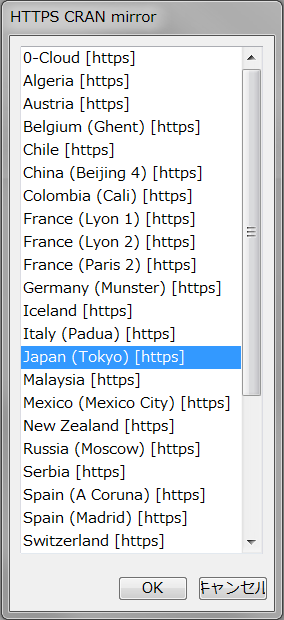 HTTPS CRAN mirror
0-Cloud [https]
Algeria [https]
Austria [https]
Belgium (Ghent) [https]
Chile [https]
China (Beijing 4) [https]
Colombia (Cali) [https]
France (Lyon 1) [https]
France (Lyon 2) [https]
France (Paris 2) [https]
Germany (Munster) [https]
Iceland [https]
Italy (Padua) [https]
Japan (Tokyo) [https]
Malaysia [https]
Mexico (Mexico City) [https]
New Zealand [https]
Russia (Moscow) [https]
Serbia [https]
Spain (A Coruna) [https]
Spain (Madrid) [https]
Switzerland [https]
OK キャンセル